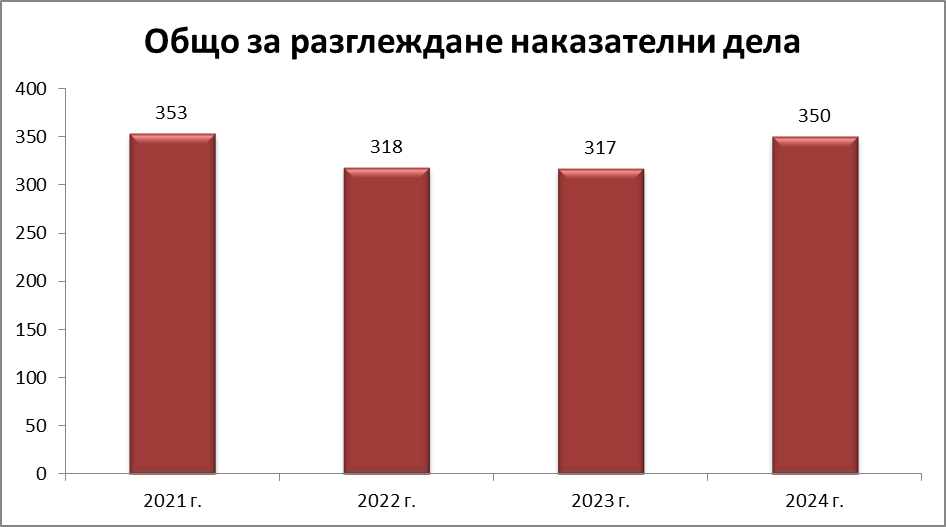 Общо за разглеждане наказателни дела
400
350
300
250
200
150
100
50
0
353
318
317
350
2021 г.
2022 г.
2023 г.
2024 г.